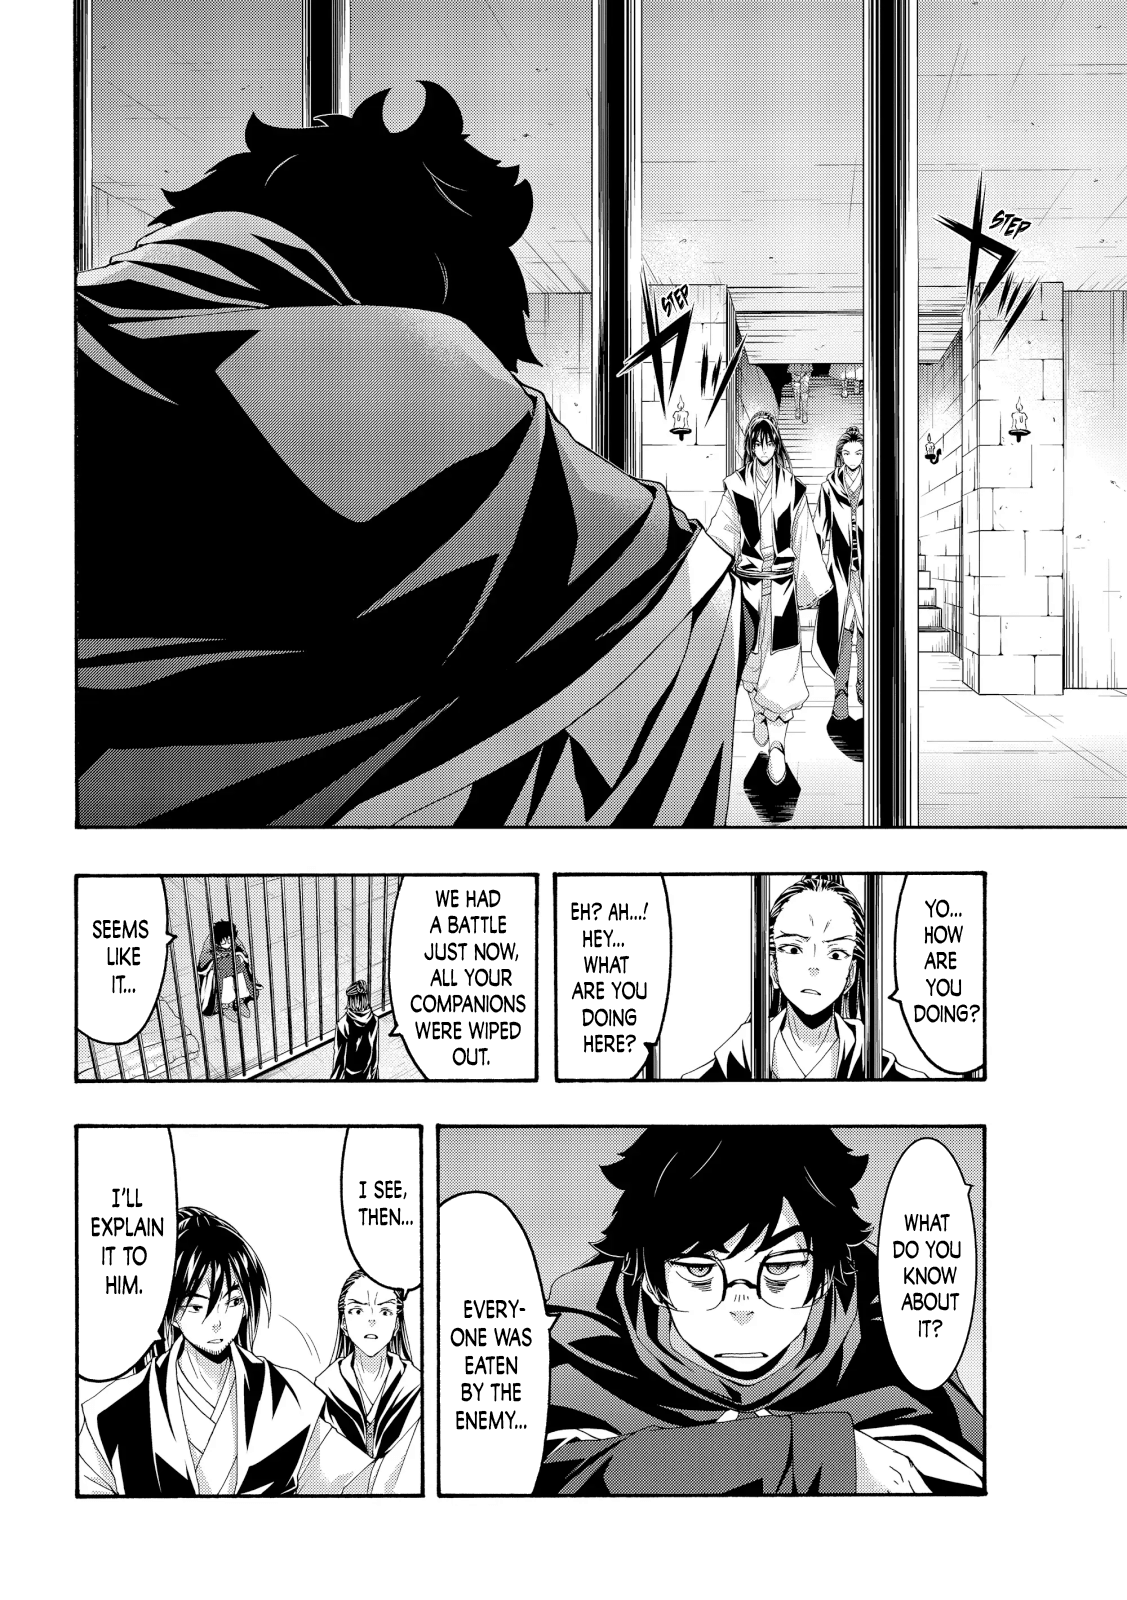 STEP
STEP
YO...
HOW
ARE
YOU
DOING?
EH? AH...!
HEY...
WHAT
ARE YOU
DOING
HERE?
WE HAD
A BATTLE
JUST NOW,
ALL YOUR
COMPANIONS
WERE WIPED
OUT.
SEEMS
LIKE
IT...
WHAT
DO YOU
KNOW
ABOUT
IT?
EVERY-
ONE WAS
EATEN
BY THE
ENEMY...
I SEE,
THEN...
I'LL
EXPLAIN
IT TO
HIM.